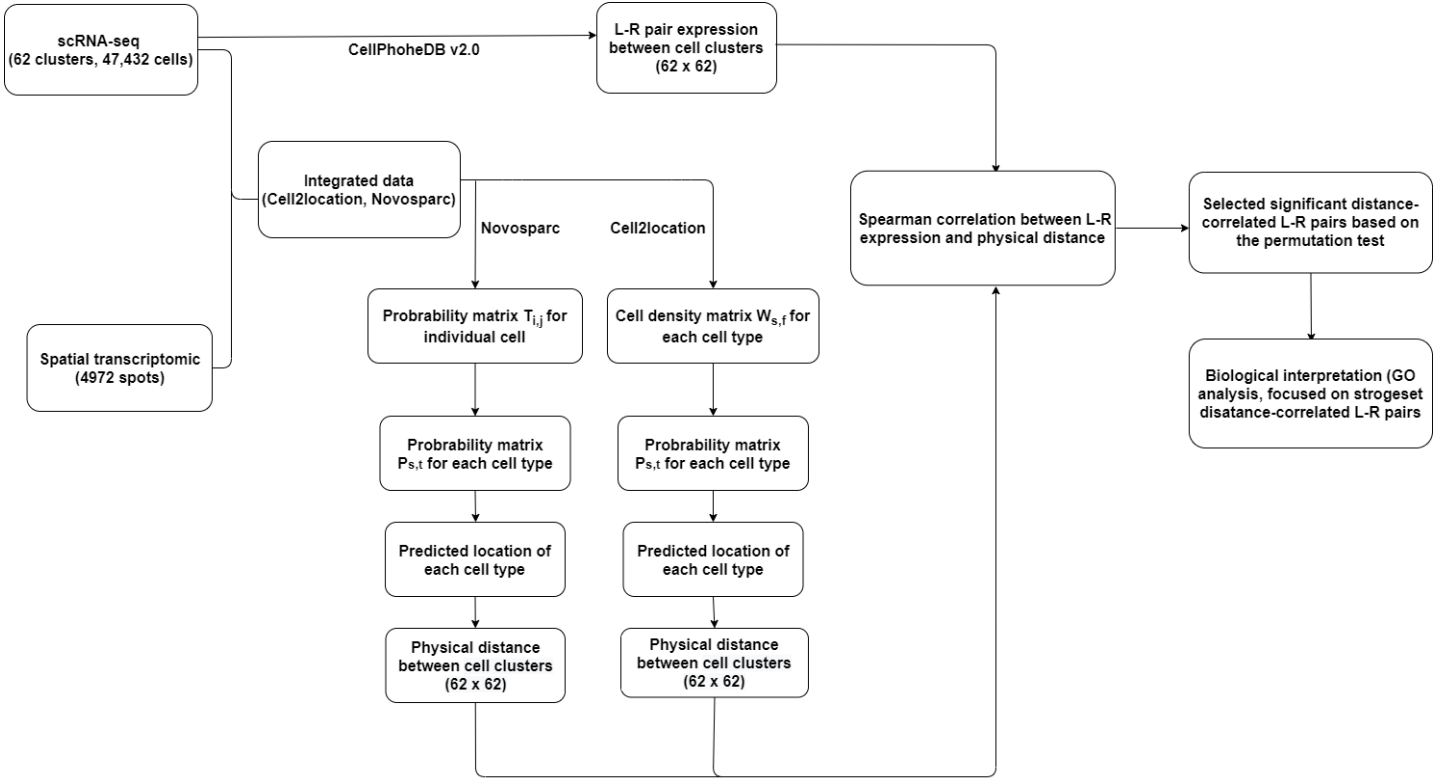 scRNA-seq
(62 clusters, 47,432 cells)
CellPhoheDB v2.0
L-R pair expression
between cell clusters
(62 x 62)
Integrated data
(Cell2location, Novosparc)
Novosparc
Cell2location
Spatial transcriptomic
(4972 spots)
Probrability matrix Ti,j for
individual cell
Cell density matrix Ws,f for
each cell type
Probrability matrix
Ps,t for each cell type
Probrability matrix
Ps,t for each cell type
Predicted location of
each cell type
Predicted location of
each cell type
Physical distance
between cell clusters
(62 x 62)
Physical distance
between cell clusters
(62 x 62)
Spearman correlation between L-R
expression and physical distance
Selected significant distance-
correlated L-R pairs based on
the permutation test
Biological interpretation (GO
analysis, focused on strogeset
disatance-correlated L-R pairs